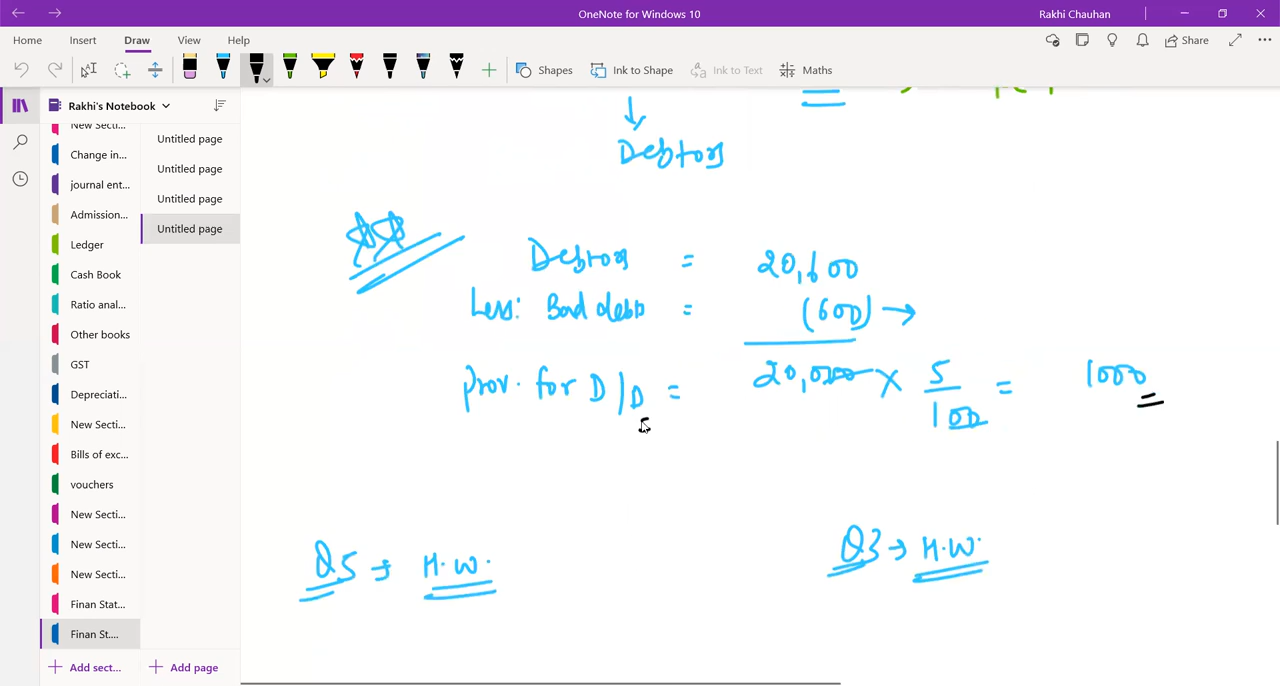 OneNote for Windows 10
Rakhi Chauhan
Home
Insert
Draw
View
Help
Share
Shapes
Ink to Shape
Ink to Text
Maths
Rakhi's Notebook
New Secti...
Change in...
journal ent...
Admission...
Ledger
Cash Book
Ratio anal...
Other books
GST
Depreciati...
New Secti...
Bills of exc...
vouchers
New Secti...
New Secti...
New Secti...
Finan Stat...
Finan St....
Add sect...
Untitled page
Untitled page
Untitled page
Untitled page
Add page
Debtors
Debtors = 20,600
Less: Bad debts = (600) →
Prov. for D/D = 20,000 × 5/100 = 1000
Q.5 → H.W.
Q3 → H.W.